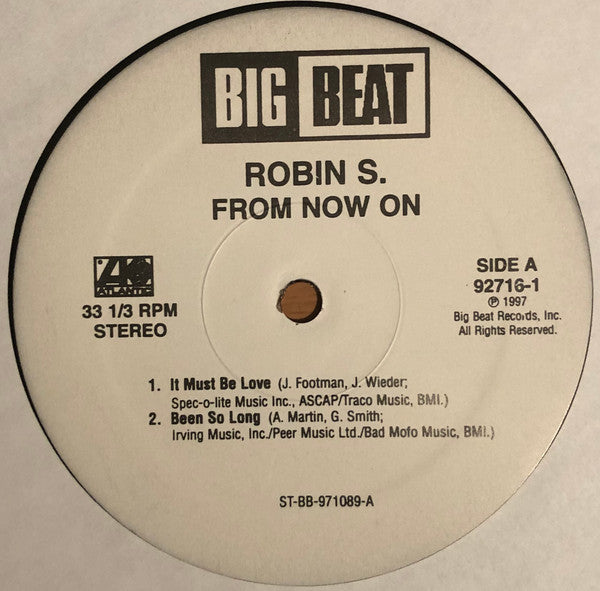 BIG BEAT
ROBIN S.
FROM NOW ON
ATLANTIC
33 1/3 RPM
STEREO
SIDE A
92716-1
℗ 1997
Big Beat Records, Inc.
All Rights Reserved.
1. It Must Be Love (J. Footman, J. Wieder;
Spec-o-lite Music Inc., ASCAP/Traco Music, BMI.)
2. Been So Long (A. Martin, G. Smith;
Irving Music, Inc./Peer Music Ltd./Bad Mofo Music, BMI.)
ST-BB-971089-A